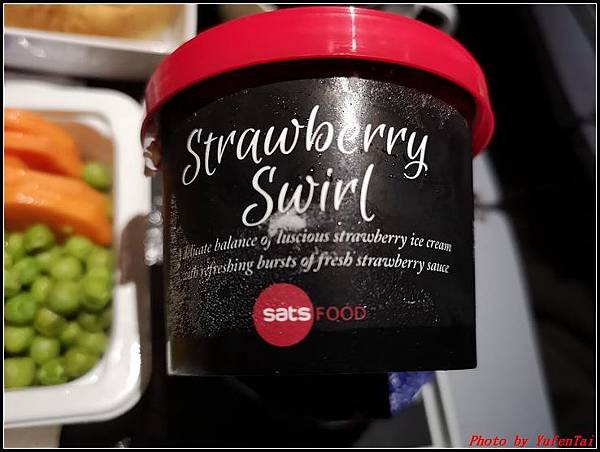 Strawberry
Swirl
delicate balance of luscious strawberry ice cream
with refreshing bursts of fresh strawberry sauce
sats FOOD
Photo by YufenTai